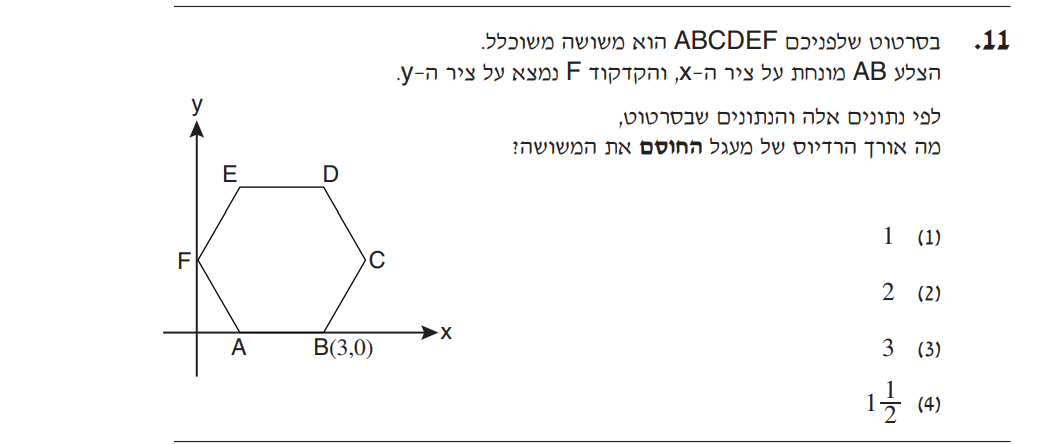 .11 בסרטוט שלפניכם ABCDEF הוא משושה משוכלל.
הצלע AB מונחת על ציר ה-x, והקדקוד F נמצא על ציר ה-y.
לפי נתונים אלה והנתונים שבסרטוט,
מה אורך הרדיוס של מעגל החוסם את המשושה?
y
E D
F C
A B(3,0) x
(1) 1
(2) 2
(3) 3
(4) 1 1/2